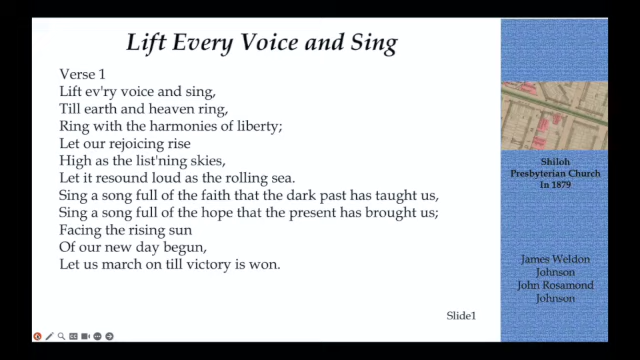 Lift Every Voice and Sing
Verse 1
Lift ev'ry voice and sing,
Till earth and heaven ring,
Ring with the harmonies of liberty;
Let our rejoicing rise
High as the list'ning skies,
Let it resound loud as the rolling sea.
Sing a song full of the faith that the dark past has taught us,
Sing a song full of the hope that the present has brought us;
Facing the rising sun
Of our new day begun,
Let us march on till victory is won.
Slide1
Shiloh
Presbyterian Church
In 1879
James Weldon
Johnson
John Rosamond
Johnson